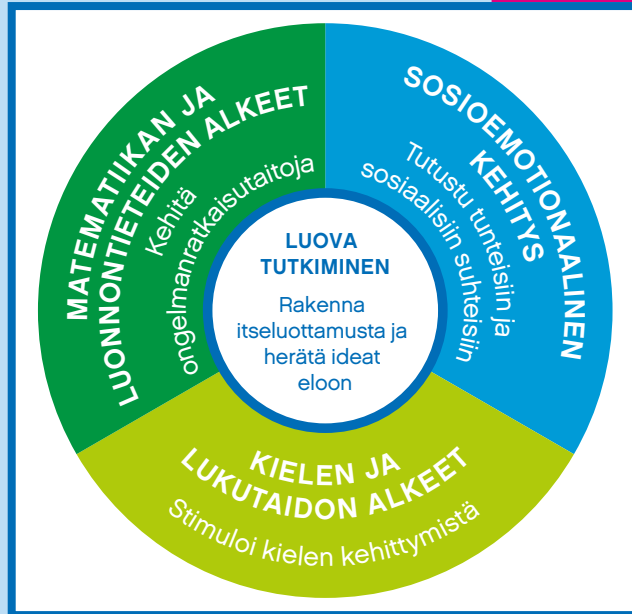 MATEMATIIKAN JA
LUONNONTIETEIDEN ALKEET
Kehitä
ongelmanratkaisutaitoja
SOSIOEMOTIONAALINEN
KEHITYS
Tutustu tunteisiin ja
sosiaalisiin suhteisiin
LUOVA
TUTKIMINEN
Rakenna
itseluottamusta ja
herätä ideat
eloon
KIELEN JA
LUKUTAIDON ALKEET
Stimuloi kielen kehittymistä